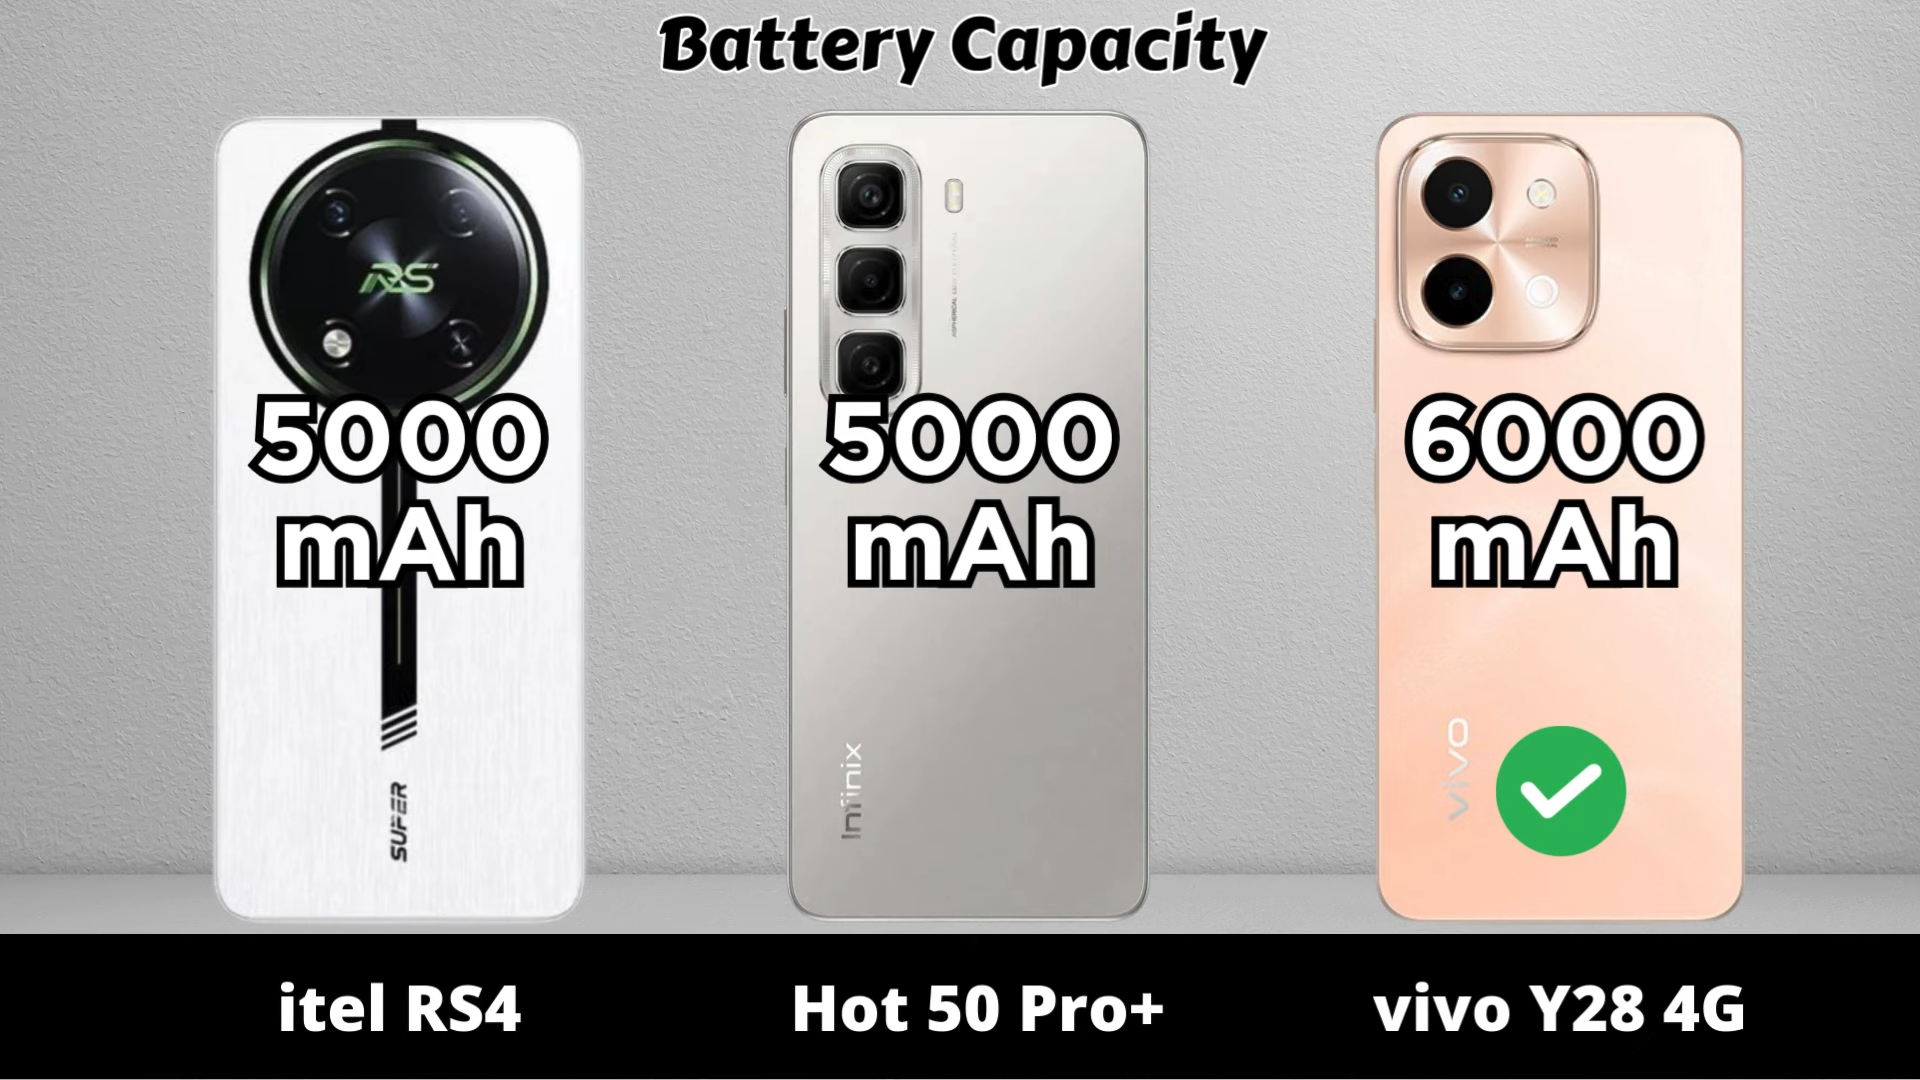 Battery Capacity
RS
5000
mAh
5000
mAh
6000
mAh
SUPER
Infinix
vivo
itel RS4
Hot 50 Pro+
vivo Y28 4G